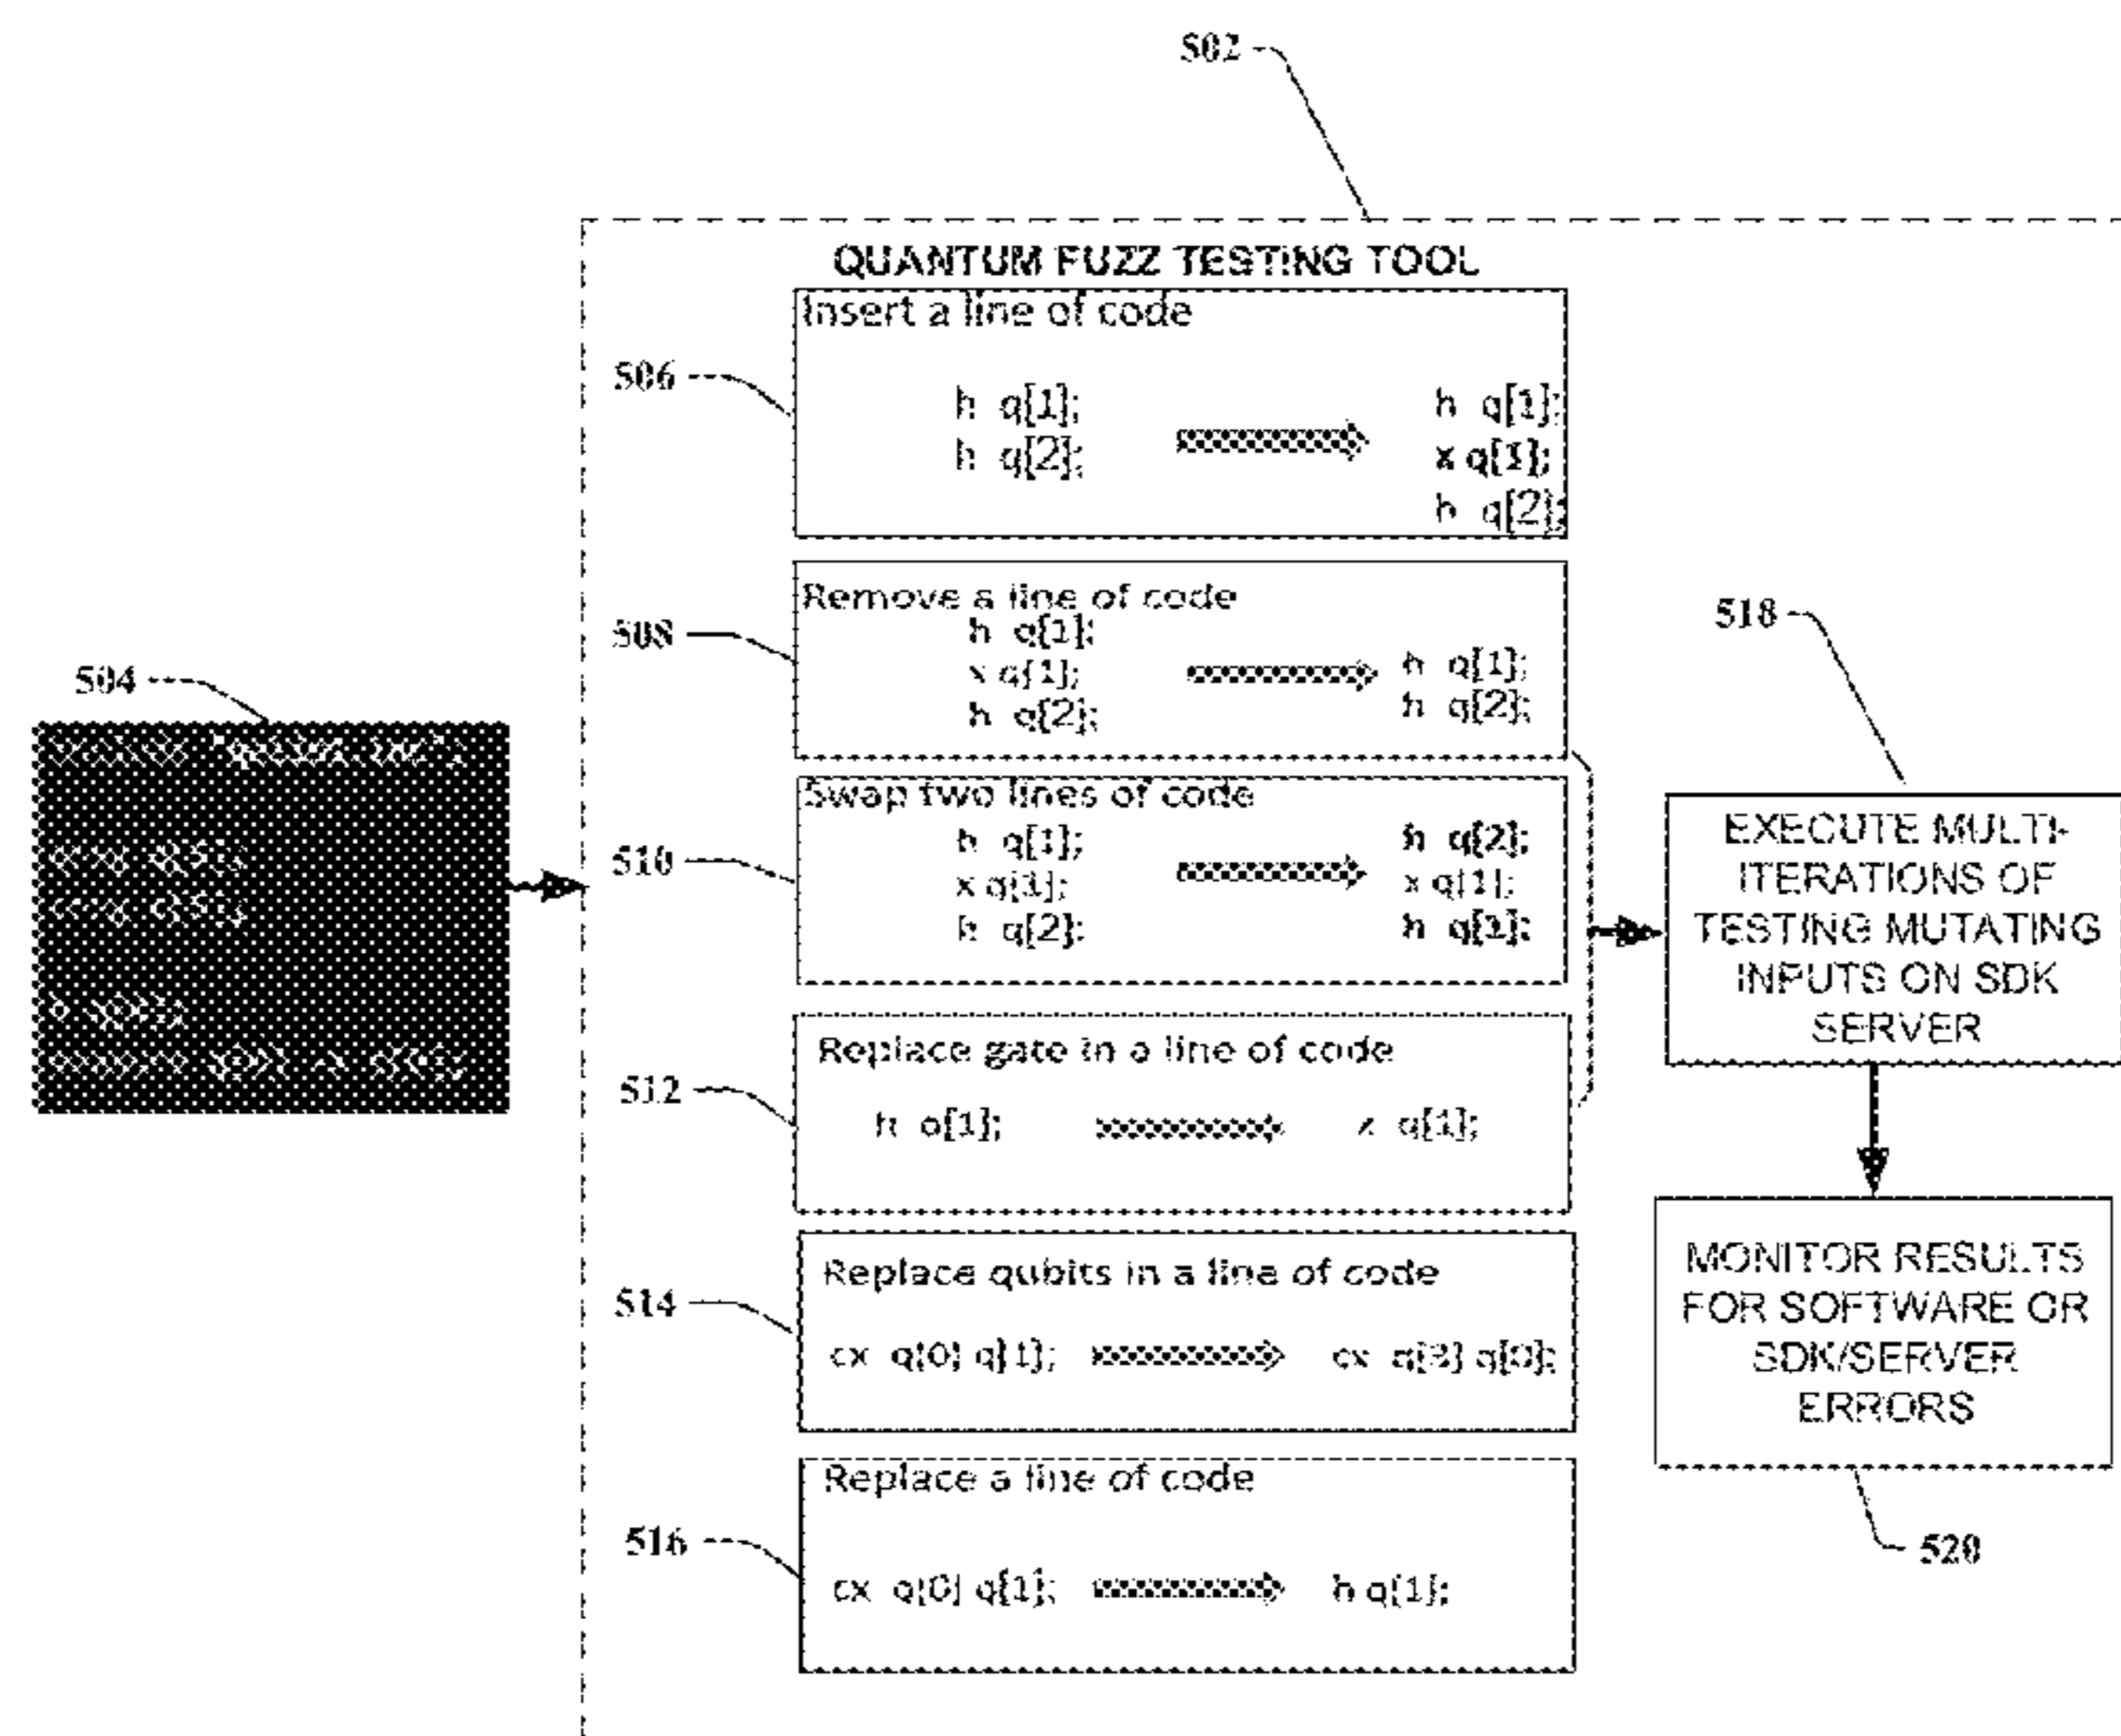 502
QUANTUM FUZZ TESTING TOOL
Insert a line of code
506
h q[1];
h q[2];
h q[1];
x q[1];
h q[2];
Remove a line of code
508
h q[1];
x q[1];
h q[2];
h q[1];
h q[2];
518
504
Swap two lines of code
510
h q[1];
x q[1];
h q[2];
h q[2];
x q[1];
h q[1];
EXECUTE MULTI-
ITERATIONS OF
TESTING MUTATING
INPUTS ON SDK
SERVER
Replace gate in a line of code
512
h q[1];
z q[1];
Replace qubits in a line of code
514
cx q[0] q[1];
cx q[3] q[0];
MONITOR RESULTS
FOR SOFTWARE OR
SDK/SERVER
ERRORS
Replace a line of code
516
cx q[0] q[1];
h q[1];
520